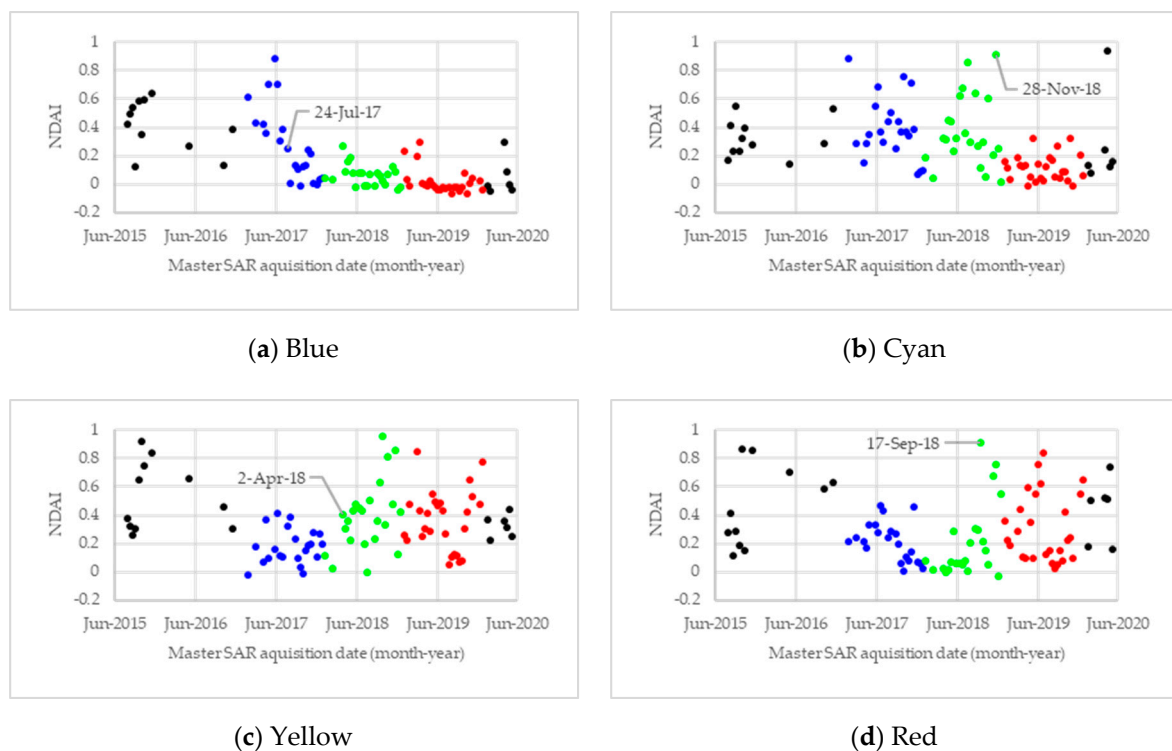 1
0.8
0.6
0.4
0.2
0
-0.2
NDAI
24-Jul-17
Jun-2015 Jun-2016 Jun-2017 Jun-2018 Jun-2019 Jun-2020
Master SAR aquisition date (month-year)
(a) Blue
1
0.8
0.6
0.4
0.2
0
-0.2
NDAI
28-Nov-18
Jun-2015 Jun-2016 Jun-2017 Jun-2018 Jun-2019 Jun-2020
Master SAR aquisition date (month-year)
(b) Cyan
1
0.8
0.6
0.4
0.2
0
-0.2
NDAI
2-Apr-18
Jun-2015 Jun-2016 Jun-2017 Jun-2018 Jun-2019 Jun-2020
Master SAR aquisition date (month-year)
(c) Yellow
1
0.8
0.6
0.4
0.2
0
-0.2
NDAI
17-Sep-18
Jun-2015 Jun-2016 Jun-2017 Jun-2018 Jun-2019 Jun-2020
Master SAR aquisition date (month-year)
(d) Red